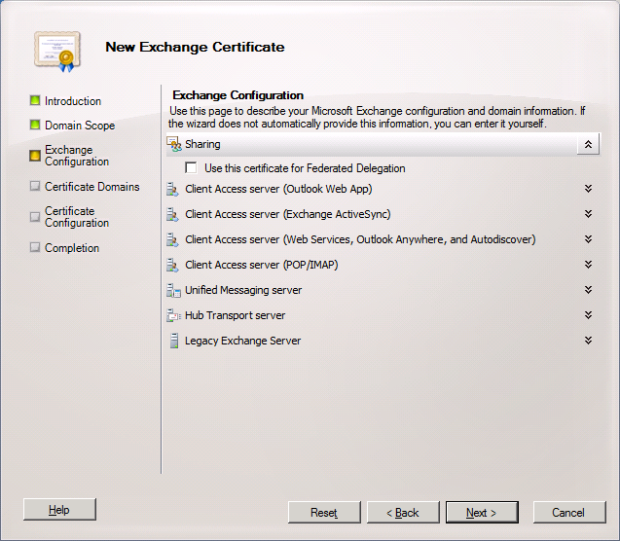 New Exchange Certificate
Introduction
Domain Scope
Exchange
Configuration
Certificate Domains
Certificate
Configuration
Completion
Exchange Configuration
Use this page to describe your Microsoft Exchange configuration and domain information. If
the wizard does not automatically provide this information, you can enter it yourself.
Sharing
Use this certificate for Federated Delegation
Client Access server (Outlook Web App)
Client Access server (Exchange ActiveSync)
Client Access server (Web Services, Outlook Anywhere, and Autodiscover)
Client Access server (POP/IMAP)
Unified Messaging server
Hub Transport server
Legacy Exchange Server
Help
Reset
< Back
Next >
Cancel